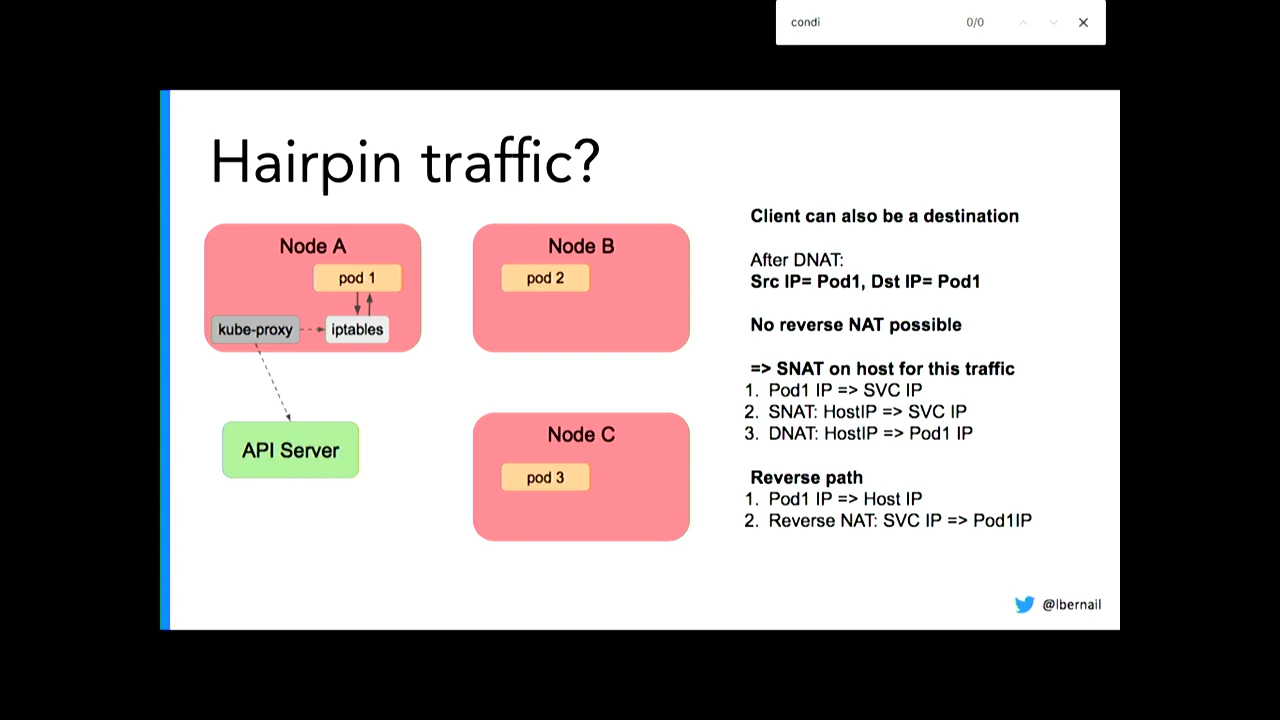 condi
0/0
Hairpin traffic?
Node A
pod 1
kube-proxy
iptables
API Server
Node B
pod 2
Node C
pod 3
Client can also be a destination
After DNAT:
Src IP= Pod1, Dst IP= Pod1
No reverse NAT possible
=> SNAT on host for this traffic
1. Pod1 IP => SVC IP
2. SNAT: HostIP => SVC IP
3. DNAT: HostIP => Pod1 IP
Reverse path
1. Pod1 IP => Host IP
2. Reverse NAT: SVC IP => Pod1IP
@lbernail